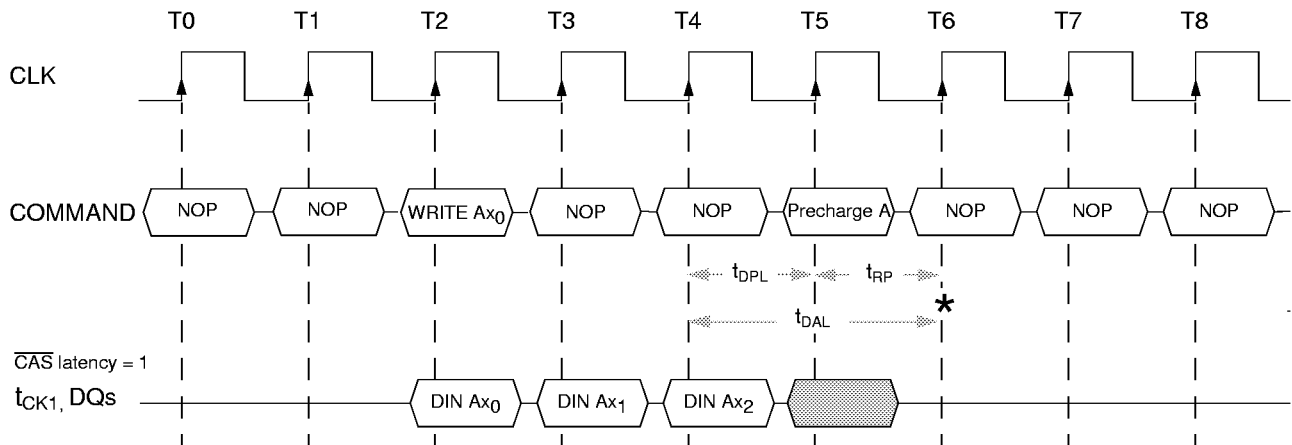 T0 T1 T2 T3 T4 T5 T6 T7 T8
CLK
COMMAND NOP NOP WRITE Ax0 NOP NOP Precharge A NOP NOP NOP
tDPL tRP
*
tDAL
CAS latency = 1
tCK1, DQs DIN Ax0 DIN Ax1 DIN Ax2